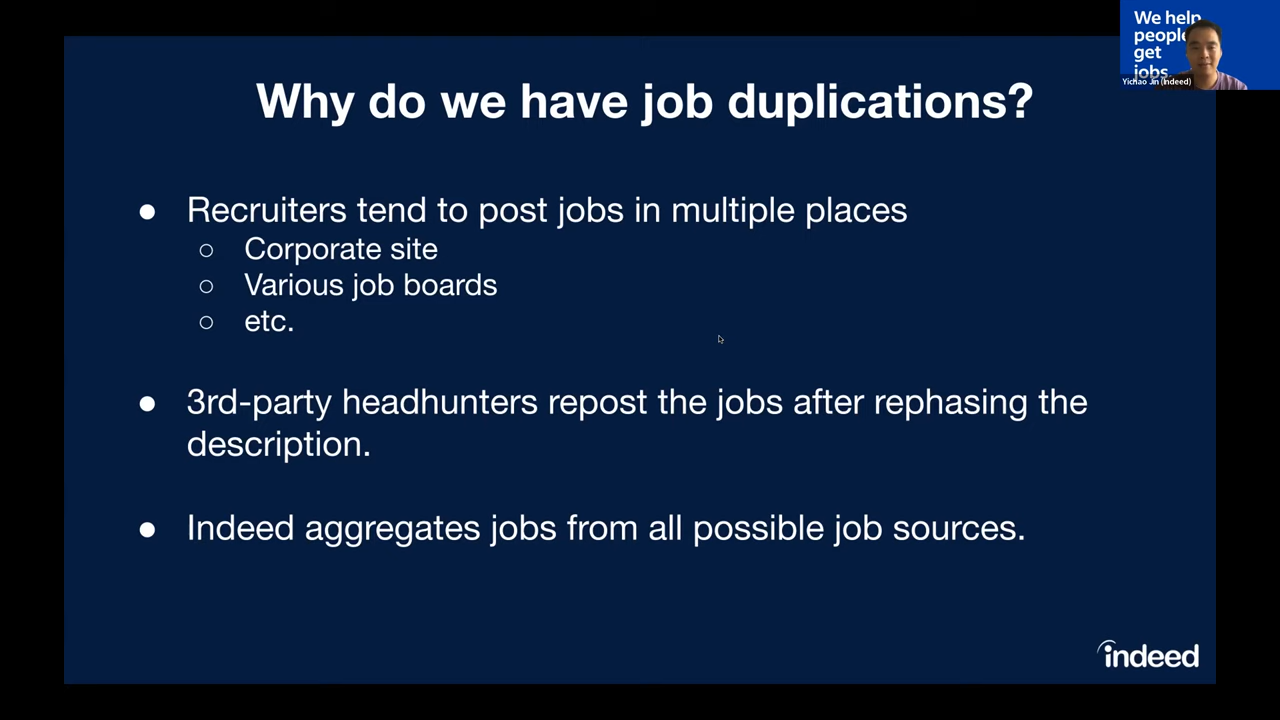 We help
people
get
jobs.
Yichao Jin (Indeed)
Why do we have job duplications?
● Recruiters tend to post jobs in multiple places
○ Corporate site
○ Various job boards
○ etc.
● 3rd-party headhunters repost the jobs after rephasing the
description.
● Indeed aggregates jobs from all possible job sources.
indeed